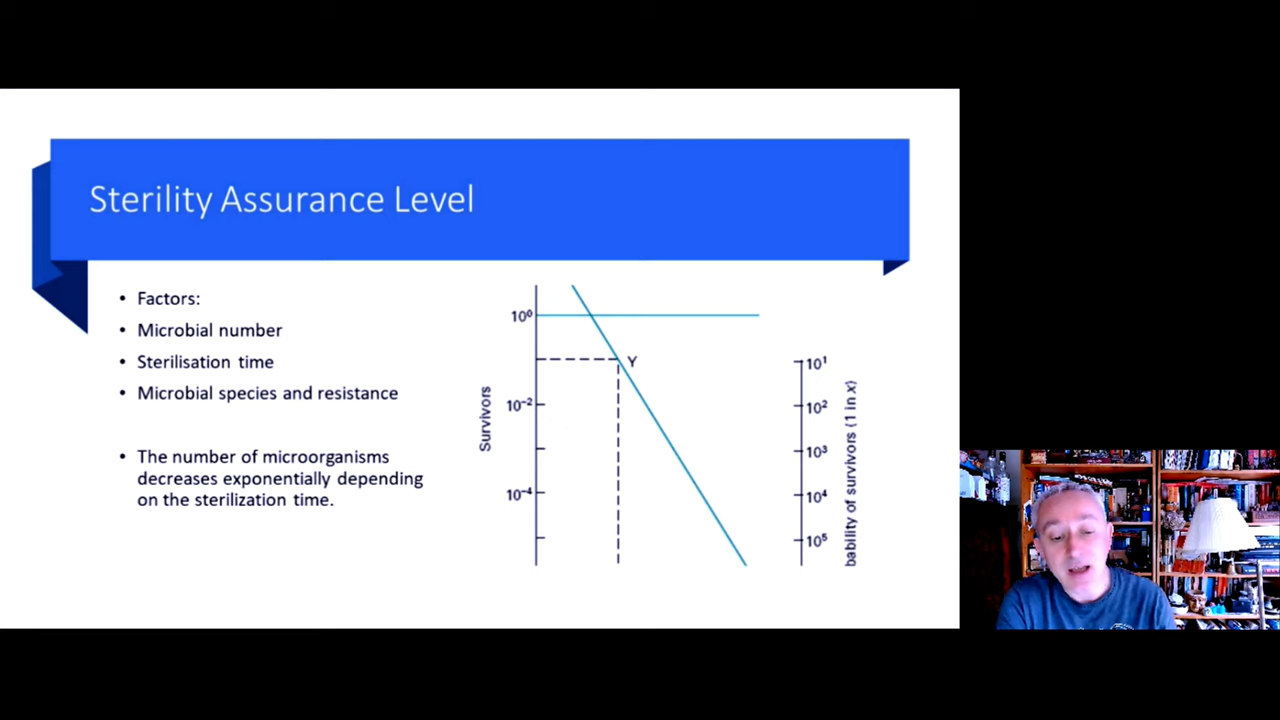 Sterility Assurance Level
• Factors:
• Microbial number
• Sterilisation time
• Microbial species and resistance
• The number of microorganisms
decreases exponentially depending
on the sterilization time.
Survivors
10⁰
10⁻²
10⁻⁴
Y
10¹
10²
10³
10⁴
10⁵
bability of survivors (1 in x)